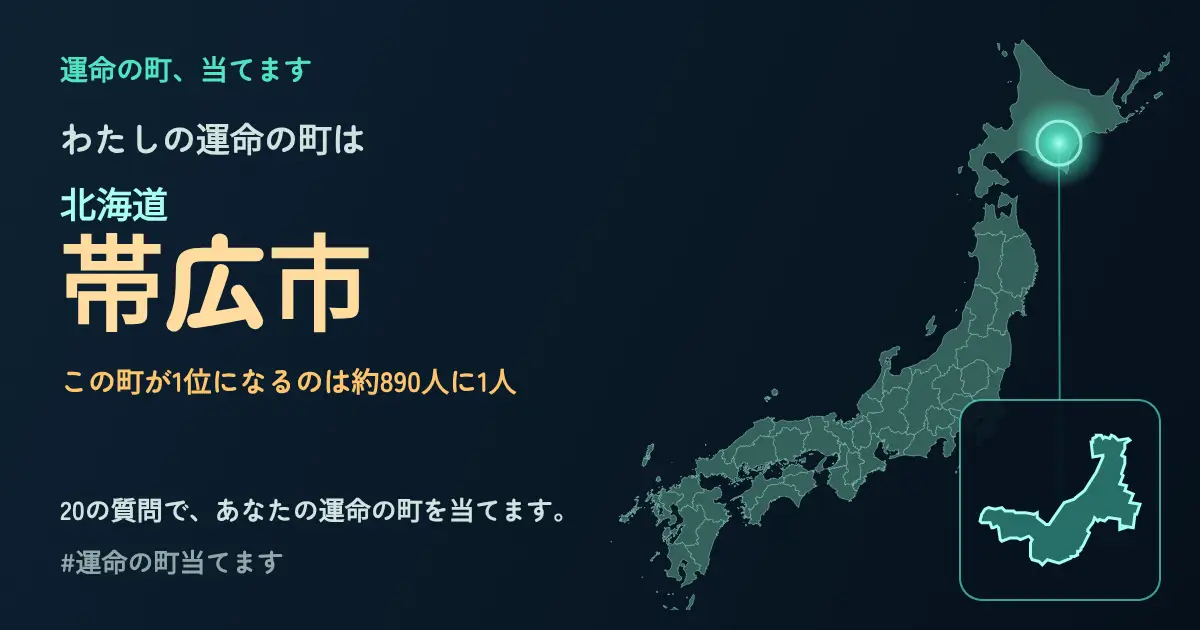 運命の町、当てます
わたしの運命の町は
北海道
帯広市
この町が1位になるのは約890人に1人
20の質問で、あなたの運命の町を当てます。
#運命の町当てます